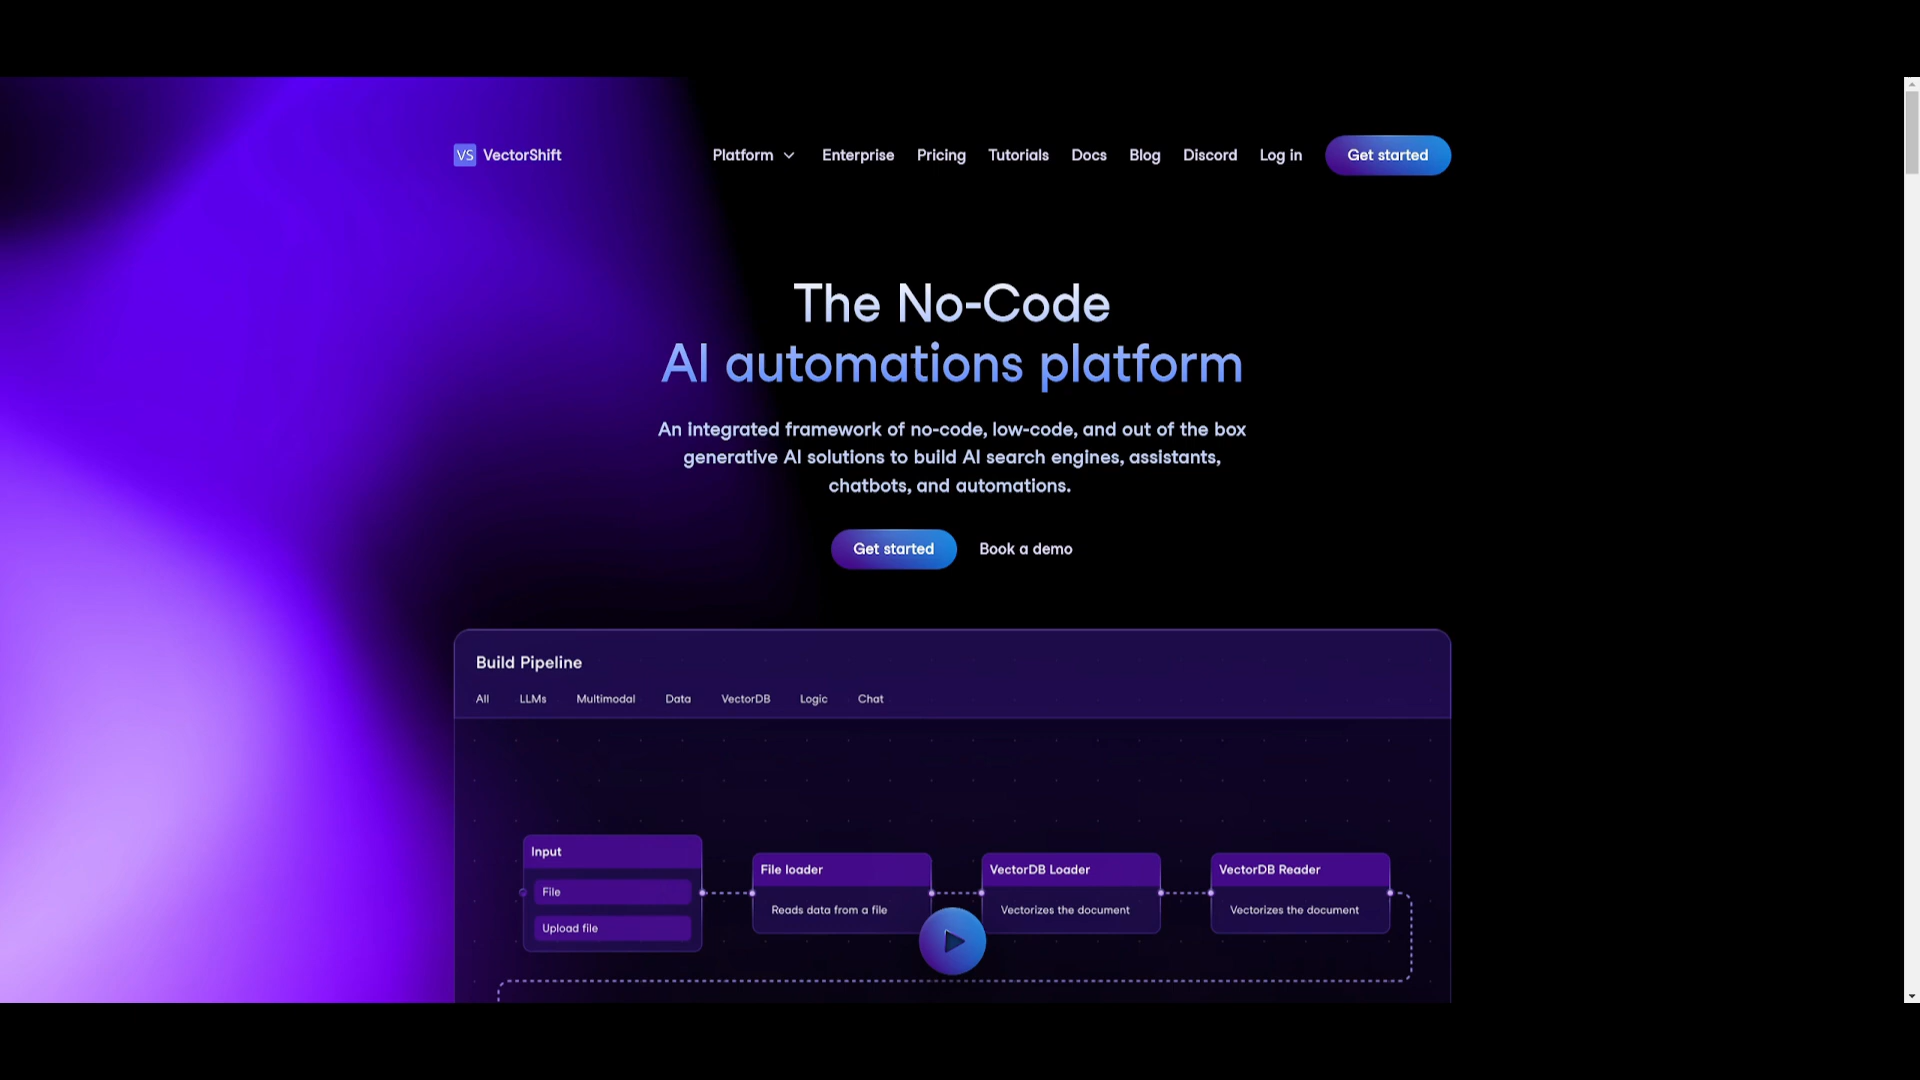 VS VectorShift
Platform Enterprise Pricing Tutorials Docs Blog Discord Log in Get started
The No-Code
AI automations platform
An integrated framework of no-code, low-code, and out of the box
generative AI solutions to build AI search engines, assistants,
chatbots, and automations.
Get started Book a demo
Build Pipeline
All LLMs Multimodal Data VectorDB Logic Chat
Input
File
Upload file
File loader
Reads data from a file
VectorDB Loader
Vectorizes the document
VectorDB Reader
Vectorizes the document